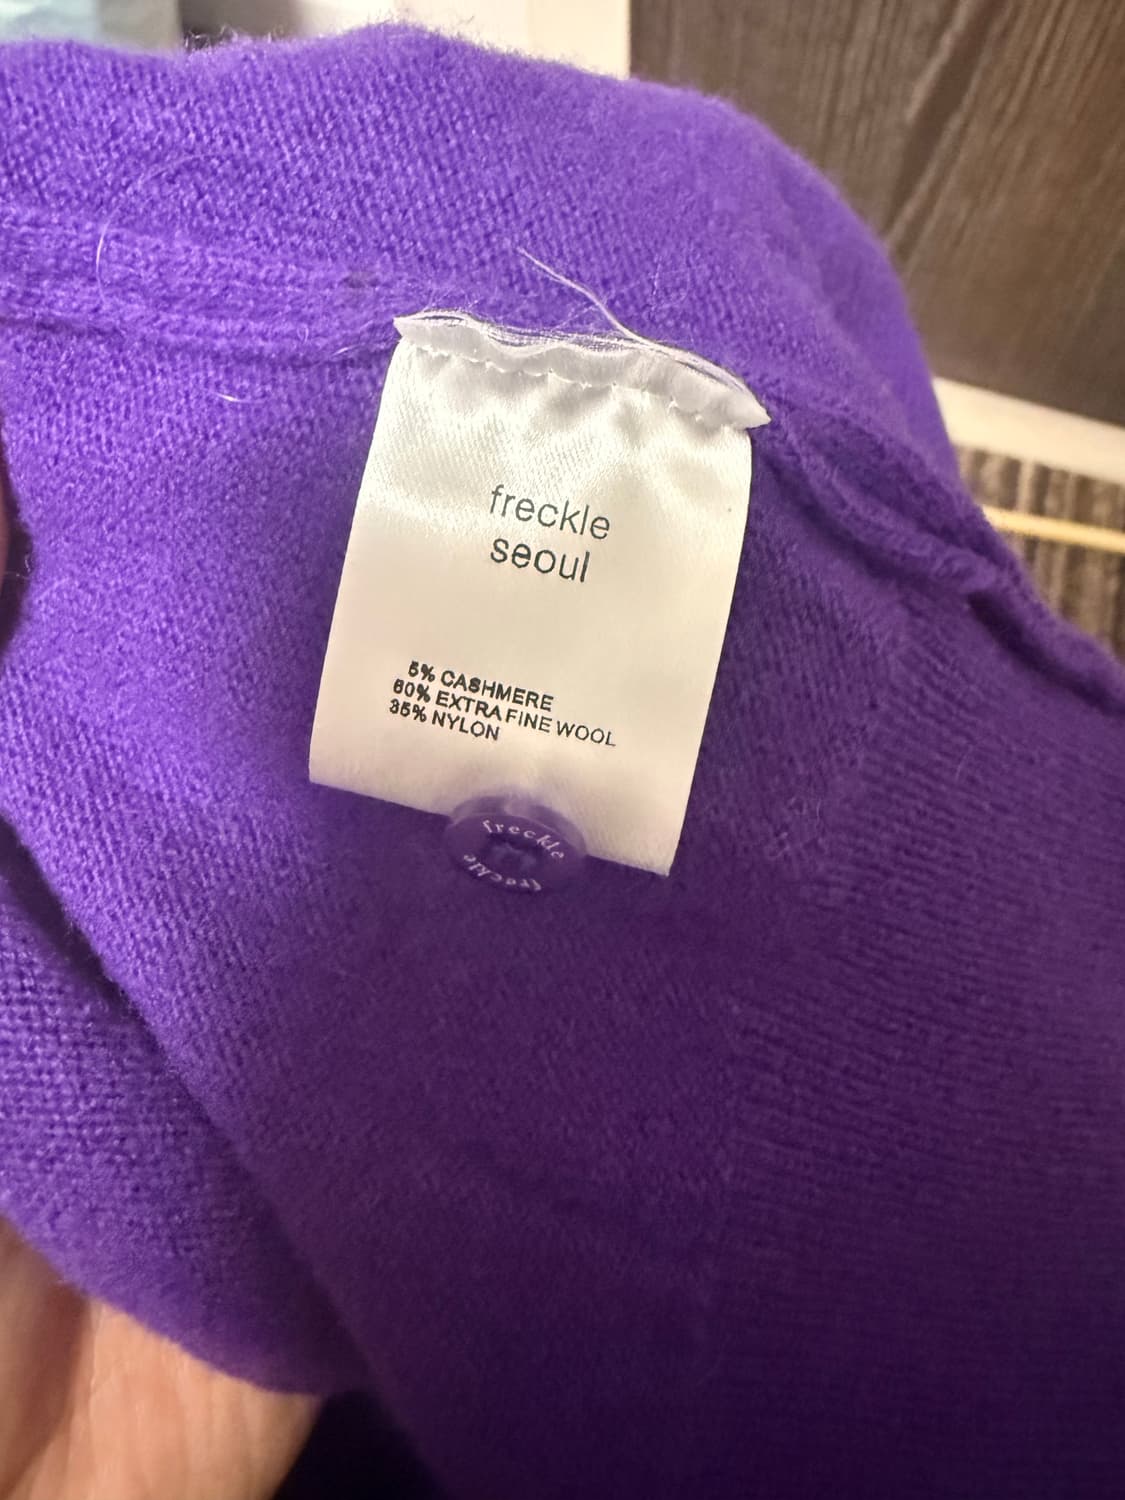 freckle
seoul
5% CASHMERE
60% EXTRA FINE WOOL
35% NYLON
freckle
freckle